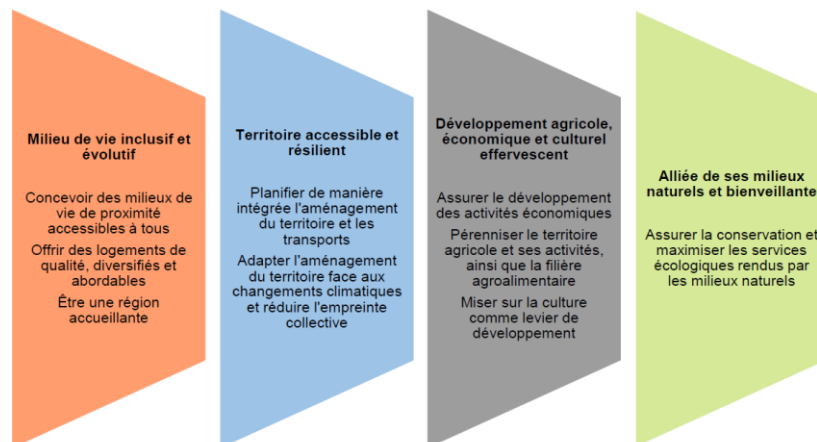 Milieu de vie inclusif et
évolutif
Concevoir des milieux de
vie de proximité
accessibles à tous
Offrir des logements de
qualité, diversifiés et
abordables
Être une région
accueillante
Territoire accessible et
résilient
Planifier de manière
intégrée l'aménagement
du territoire et les
transports
Adapter l'aménagement
du territoire face aux
changements climatiques
et réduire l'empreinte
collective
Développement agricole,
économique et culturel
effervescent
Assurer le développement
des activités économiques
Pérenniser le territoire
agricole et ses activités,
ainsi que la filière
agroalimentaire
Miser sur la culture
comme levier de
développement
Alliée de ses milieux
naturels et bienveillante
Assurer la conservation et
maximiser les services
écologiques rendus par
les milieux naturels